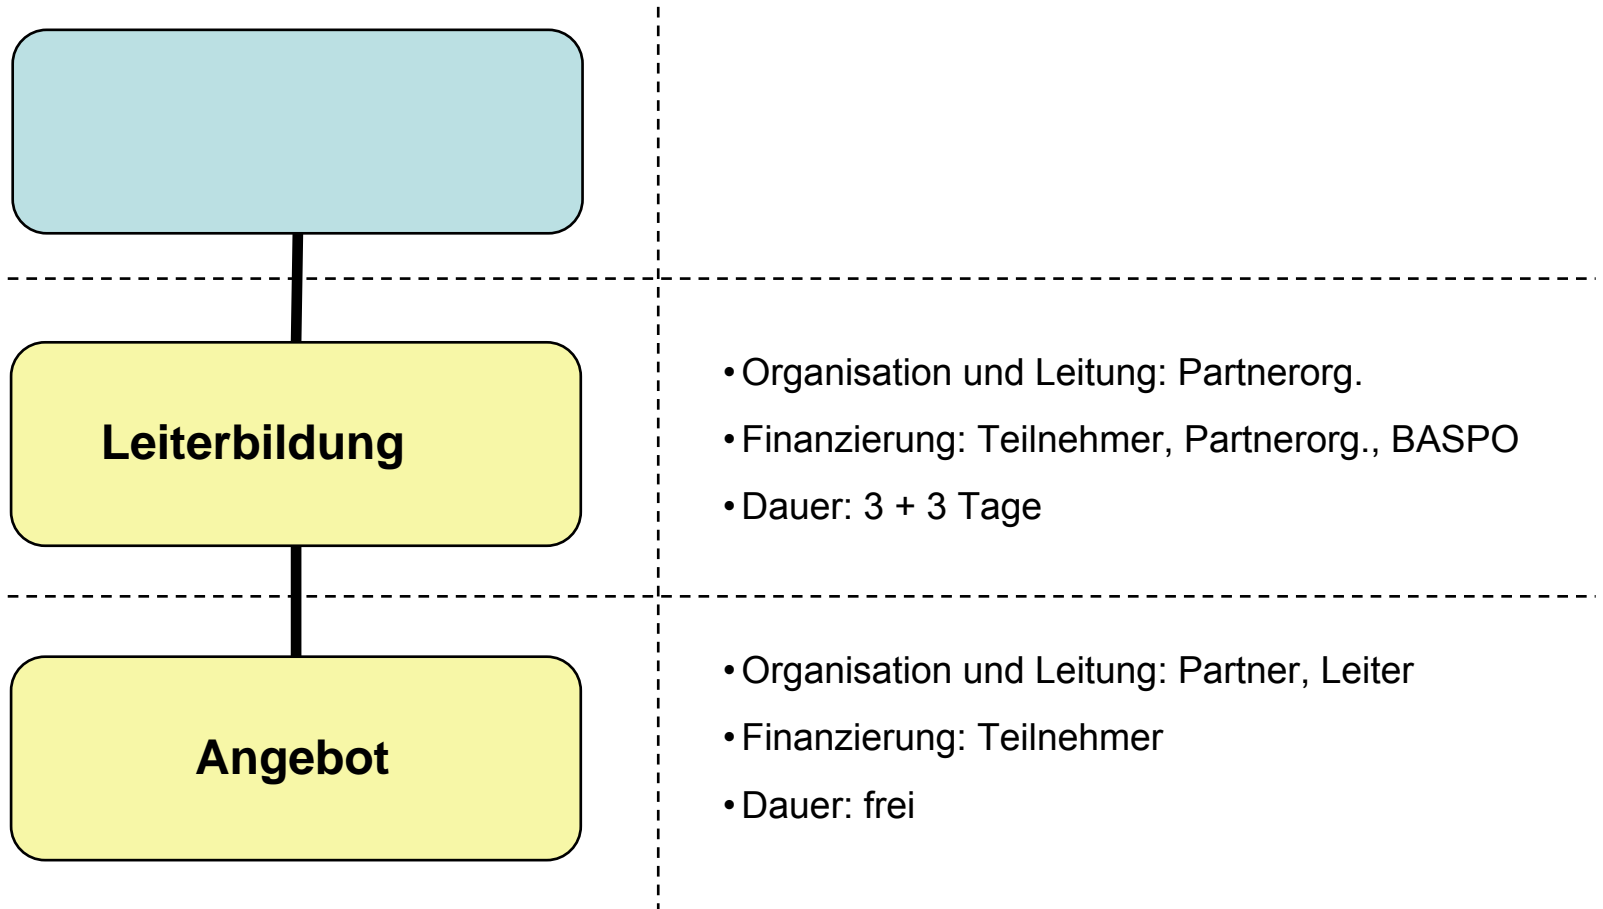 Leiterbildung
•Organisation und Leitung: Partnerorg.
•Finanzierung: Teilnehmer, Partnerorg., BASPO
•Dauer: 3 + 3 Tage
Angebot
•Organisation und Leitung: Partner, Leiter
•Finanzierung: Teilnehmer
•Dauer: frei